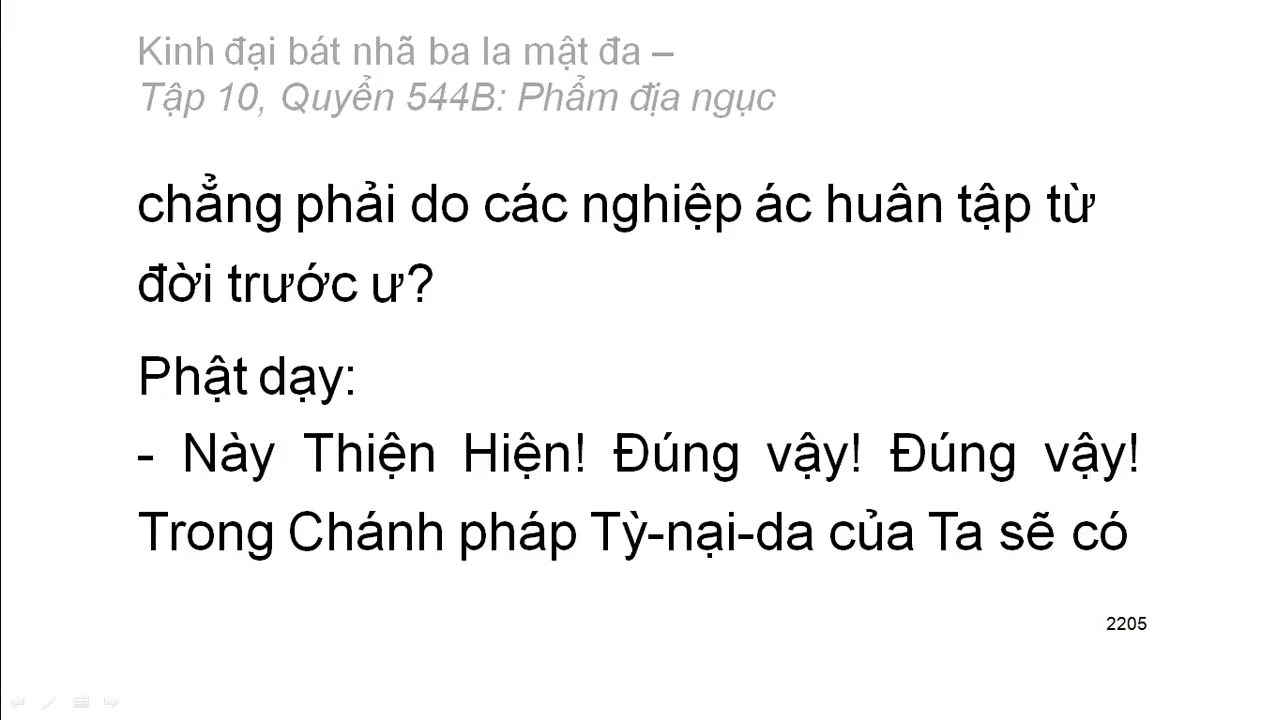 Kinh đại bát nhã ba la mật đa –
Tập 10, Quyển 544B: Phẩm địa ngục
chẳng phải do các nghiệp ác huân tập từ
đời trước ư?
Phật dạy:
- Này Thiện Hiện! Đúng vậy! Đúng vậy!
Trong Chánh pháp Tỳ-nại-da của Ta sẽ có
2205